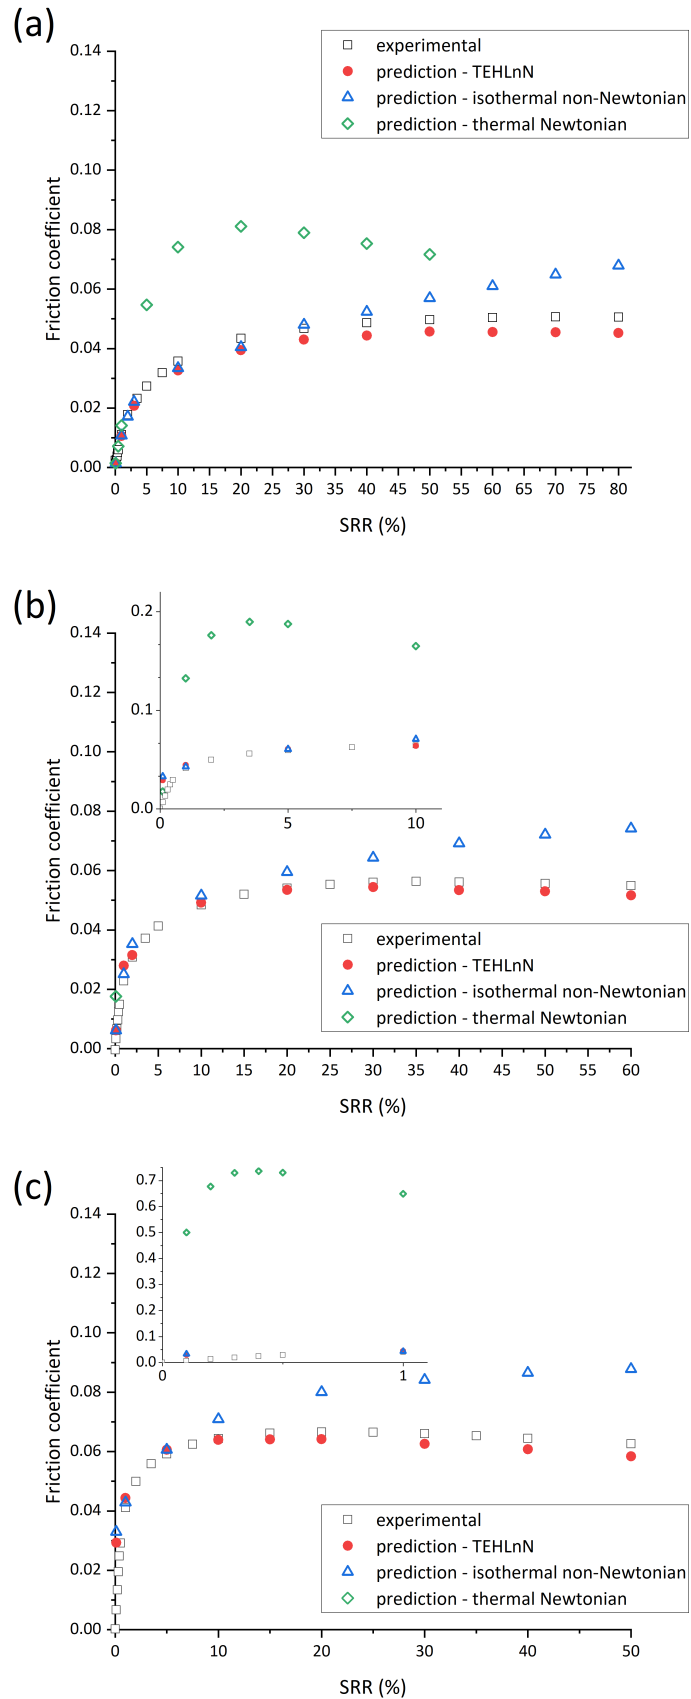 (a)
0.14
0.12
0.10
0.08
0.06
0.04
0.02
0.00
Friction coefficient
experimental
prediction - TEHLnN
prediction - isothermal non-Newtonian
prediction - thermal Newtonian
0 5 10 15 20 25 30 35 40 45 50 55 60 65 70 75 80
SRR (%)
(b)
0.2
0.1
0.0
0 5 10
0.14
0.12
0.10
0.08
0.06
0.04
0.02
0.00
Friction coefficient
experimental
prediction - TEHLnN
prediction - isothermal non-Newtonian
prediction - thermal Newtonian
0 5 10 15 20 25 30 35 40 45 50 55 60
SRR (%)
(c)
0.7
0.6
0.5
0.4
0.3
0.2
0.1
0.0
0 1
0.14
0.12
0.10
0.08
0.06
0.04
0.02
0.00
Friction coefficient
experimental
prediction - TEHLnN
prediction - isothermal non-Newtonian
prediction - thermal Newtonian
0 5 10 20 30 40 50
SRR (%)